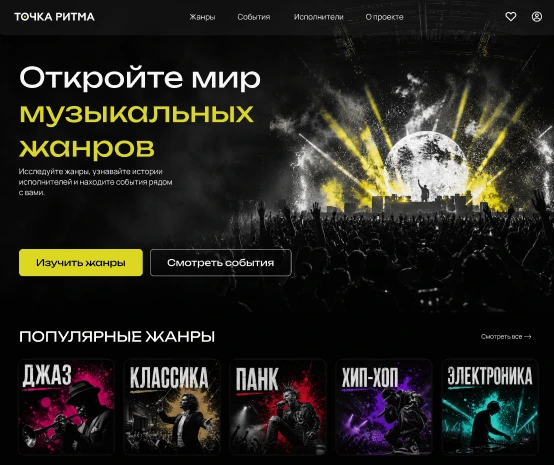 ТОЧКА РИТМА
Жанры
События
Исполнители
О проекте
Откройте мир
музыкальных
жанров
Исследуйте жанры, узнавайте истории
исполнителей и находите события рядом
с вами.
Изучить жанры
Смотреть события
ПОПУЛЯРНЫЕ ЖАНРЫ
Смотреть все →
ДЖАЗ
КЛАССИКА
ПАНК
ХИП-ХОП
ЭЛЕКТРОНИКА